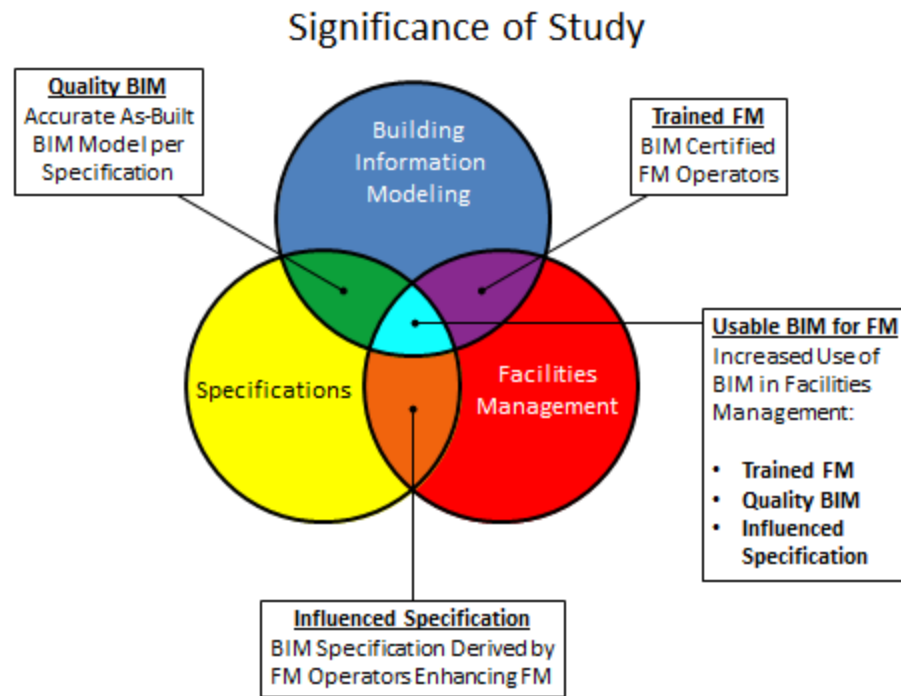 Significance of Study
Quality BIM
Accurate As-Built
BIM Model per
Specification
Building
Information
Modeling
Trained FM
BIM Certified
FM Operators
Specifications
Facilities
Management
Usable BIM for FM
Increased Use of
BIM in Facilities
Management:
• Trained FM
• Quality BIM
• Influenced
Specification
Influenced Specification
BIM Specification Derived by
FM Operators Enhancing FM